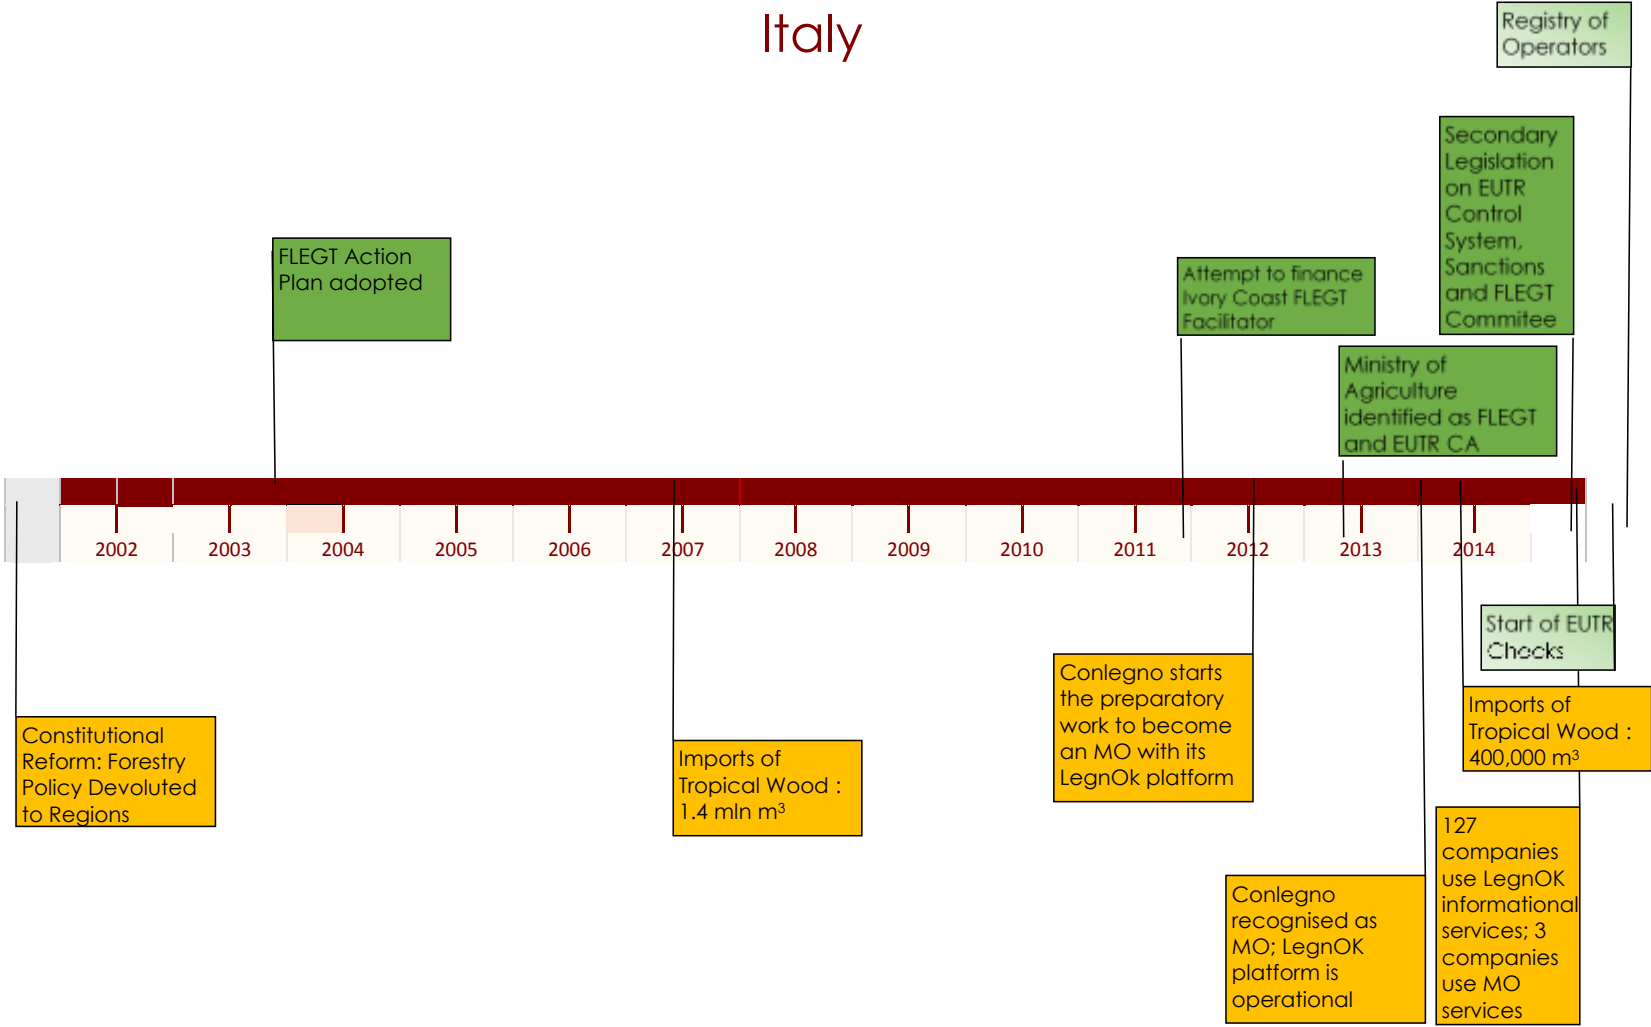 Italy
Registry of
Operators
Secondary
Legislation
on EUTR
Control
System,
Sanctions
and FLEGT
Commitee
FLEGT Action
Plan adopted
Attempt to finance
Ivory Coast FLEGT
Facilitator
Ministry of
Agriculture
identified as FLEGT
and EUTR CA
2002 2003 2004 2005 2006 2007 2008 2009 2010 2011 2012 2013 2014
Start of EUTR
Checks
Constitutional
Reform: Forestry
Policy Devoluted
to Regions
Imports of
Tropical Wood :
1.4 mln m³
Conlegno starts
the preparatory
work to become
an MO with its
LegnOk platform
Imports of
Tropical Wood :
400,000 m³
Conlegno
recognised as
MO; LegnOK
platform is
operational
127
companies
use LegnOK
informational
services; 3
companies
use MO
services